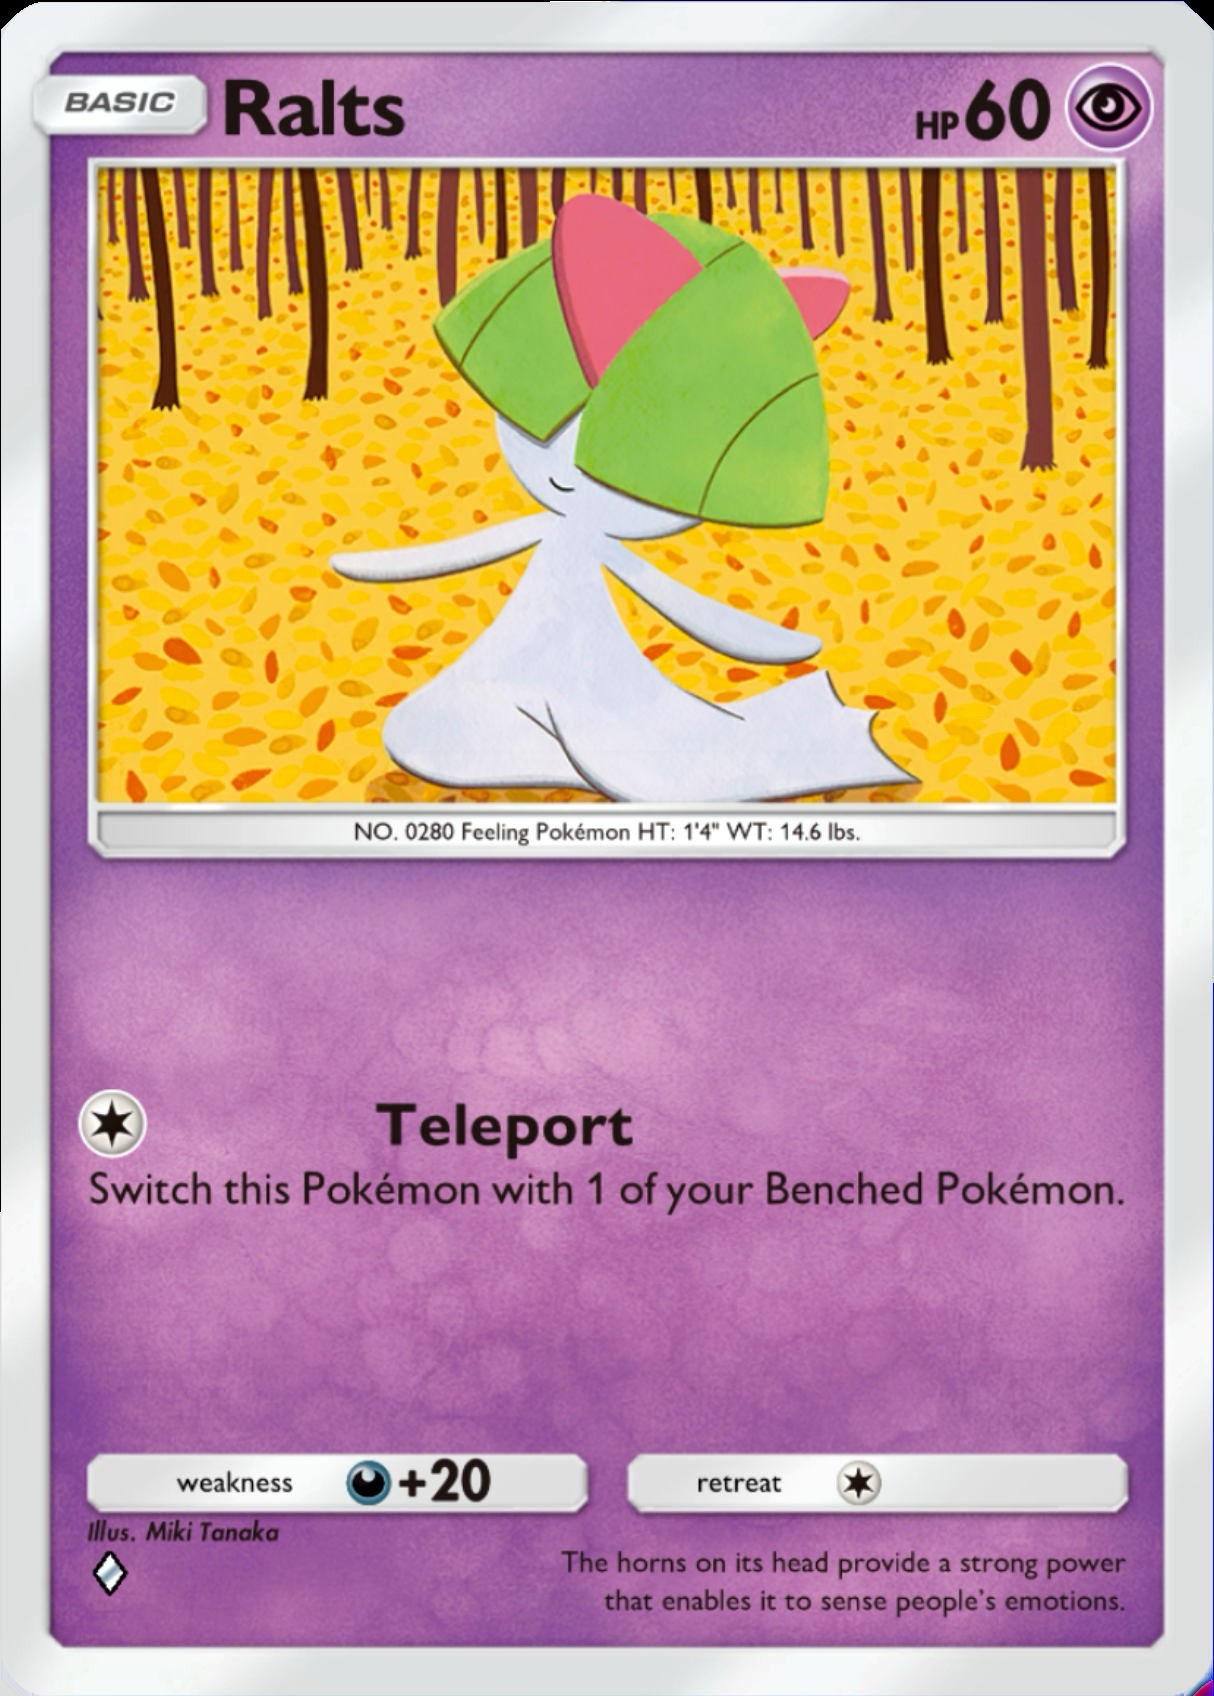 BASIC Ralts HP 60
NO. 0280 Feeling Pokémon HT: 1'4" WT: 14.6 lbs.
Teleport
Switch this Pokémon with 1 of your Benched Pokémon.
weakness +20 retreat
Illus. Miki Tanaka
The horns on its head provide a strong power
that enables it to sense people's emotions.